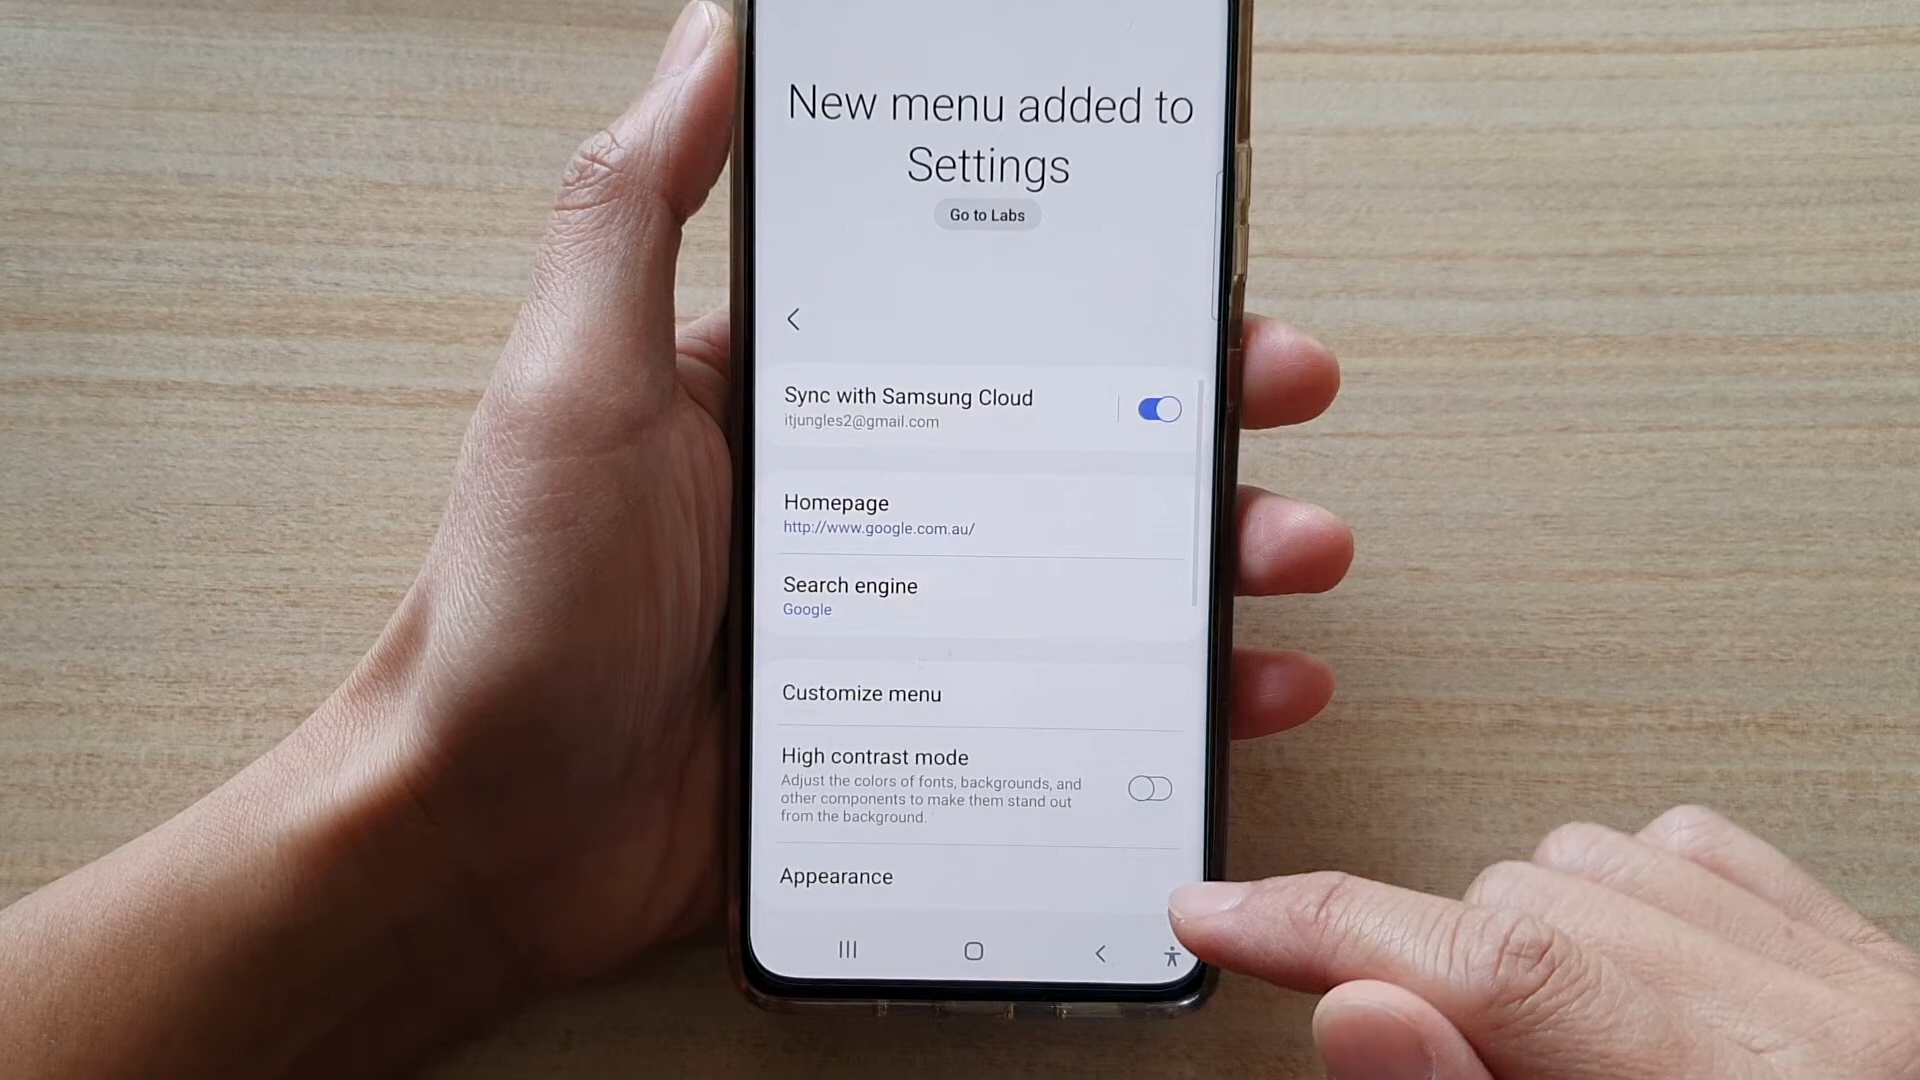 New menu added to
Settings
Go to Labs
Sync with Samsung Cloud
itjungles2@gmail.com
Homepage
http://www.google.com.au/
Search engine
Google
Customize menu
High contrast mode
Adjust the colors of fonts, backgrounds, and
other components to make them stand out
from the background.
Appearance